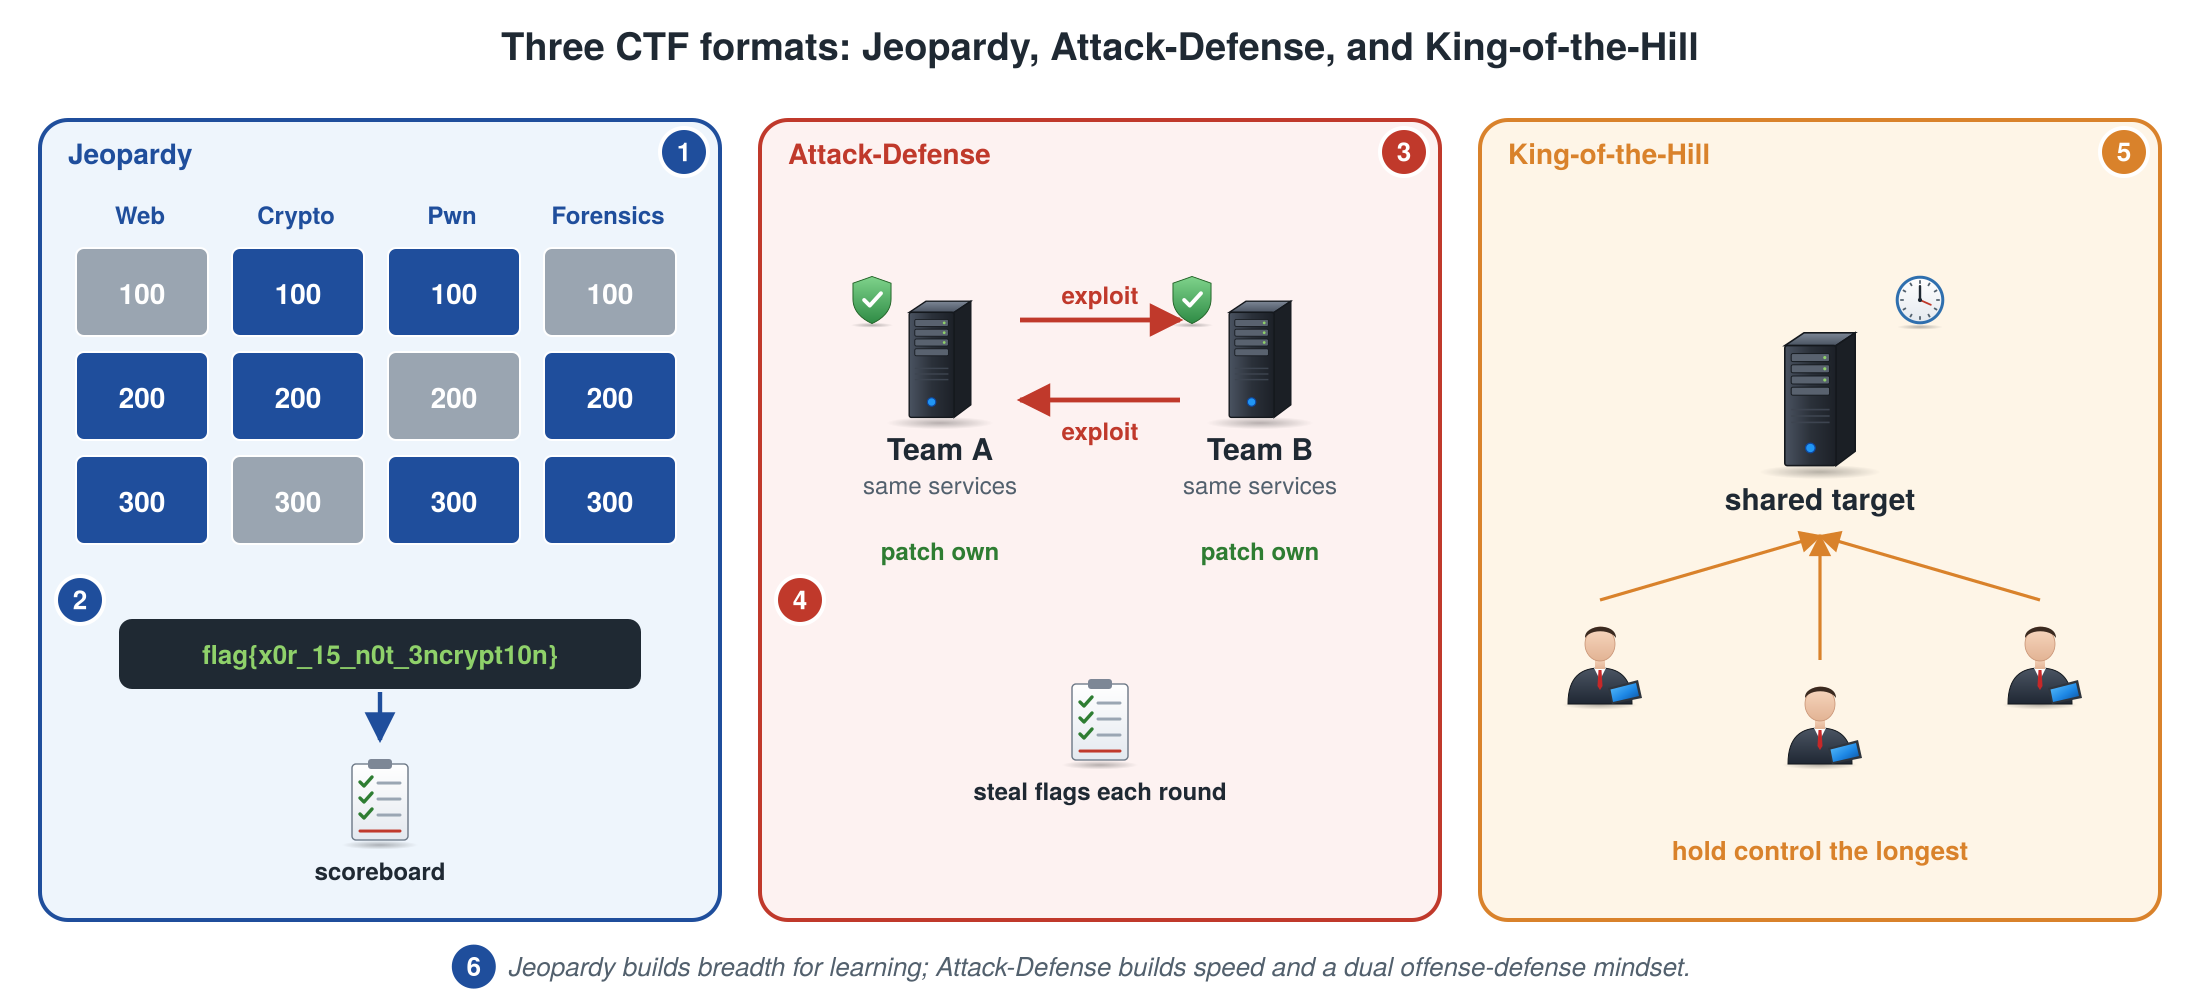 Three CTF formats: Jeopardy, Attack-Defense, and King-of-the-Hill
Jeopardy
1
Web Crypto Pwn Forensics
100 100 100 100
200 200 200 200
300 300 300 300
2
flag{x0r_15_n0t_3ncrypt10n}
scoreboard
Attack-Defense
3
exploit
exploit
Team A Team B
same services same services
patch own patch own
4
steal flags each round
King-of-the-Hill
5
shared target
hold control the longest
6 Jeopardy builds breadth for learning; Attack-Defense builds speed and a dual offense-defense mindset.